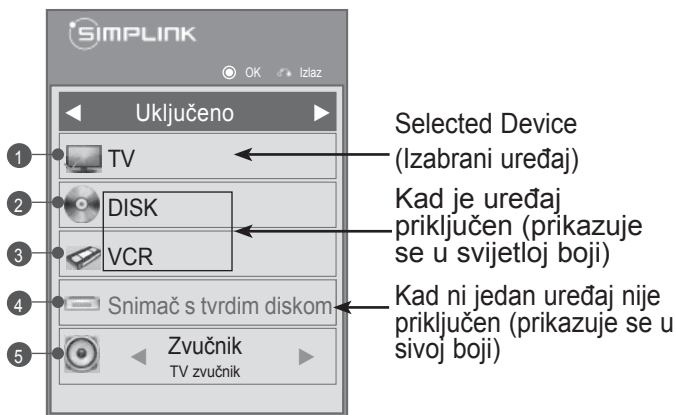 SIMPLINK
OK Izlaz
Uključeno
1 TV
2 DISK
3 VCR
4 Snimač s tvrdim diskom
5 Zvučnik
TV zvučnik
Selected Device
(Izabrani uređaj)
Kad je uređaj
priključen (prikazuje
se u svijetloj boji)
Kad ni jedan uređaj nije
priključen (prikazuje se u
sivoj boji)